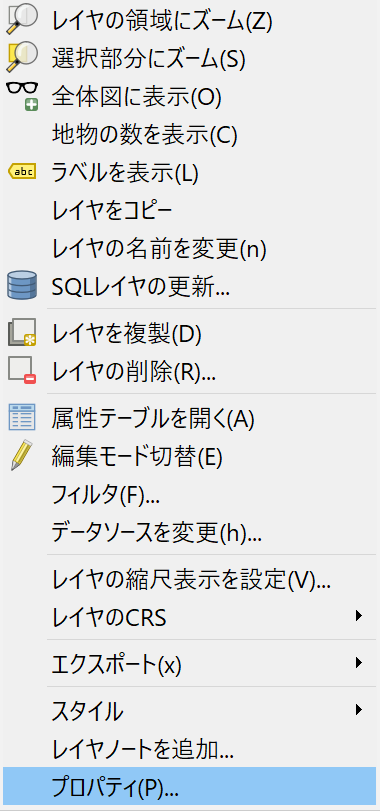 レイヤの領域にズーム(Z)
選択部分にズーム(S)
全体図に表示(O)
地物の数を表示(C)
abc ラベルを表示(L)
レイヤをコピー
レイヤの名前を変更(n)
SQLレイヤの更新...
レイヤを複製(D)
レイヤの削除(R)...
属性テーブルを開く(A)
編集モード切替(E)
フィルタ(F)...
データソースを変更(h)...
レイヤの縮尺表示を設定(V)...
レイヤのCRS
エクスポート(x)
スタイル
レイヤノートを追加...
プロパティ(P)...